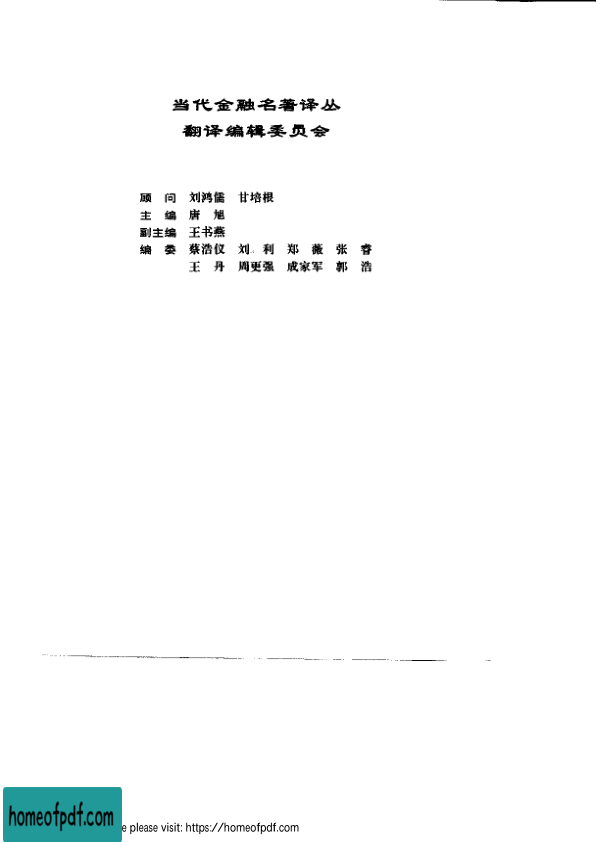 当代金融名著译丛
翻译编辑委员会
顾 问 刘鸿儒 甘培根
主 编 唐 旭
副主编 王书燕
编 委 蔡浩仪 刘 利 郑 薇 张 睿
王 丹 周更强 成家军 郭 浩
homeofpdf.com
e please visit: https://homeofpdf.com